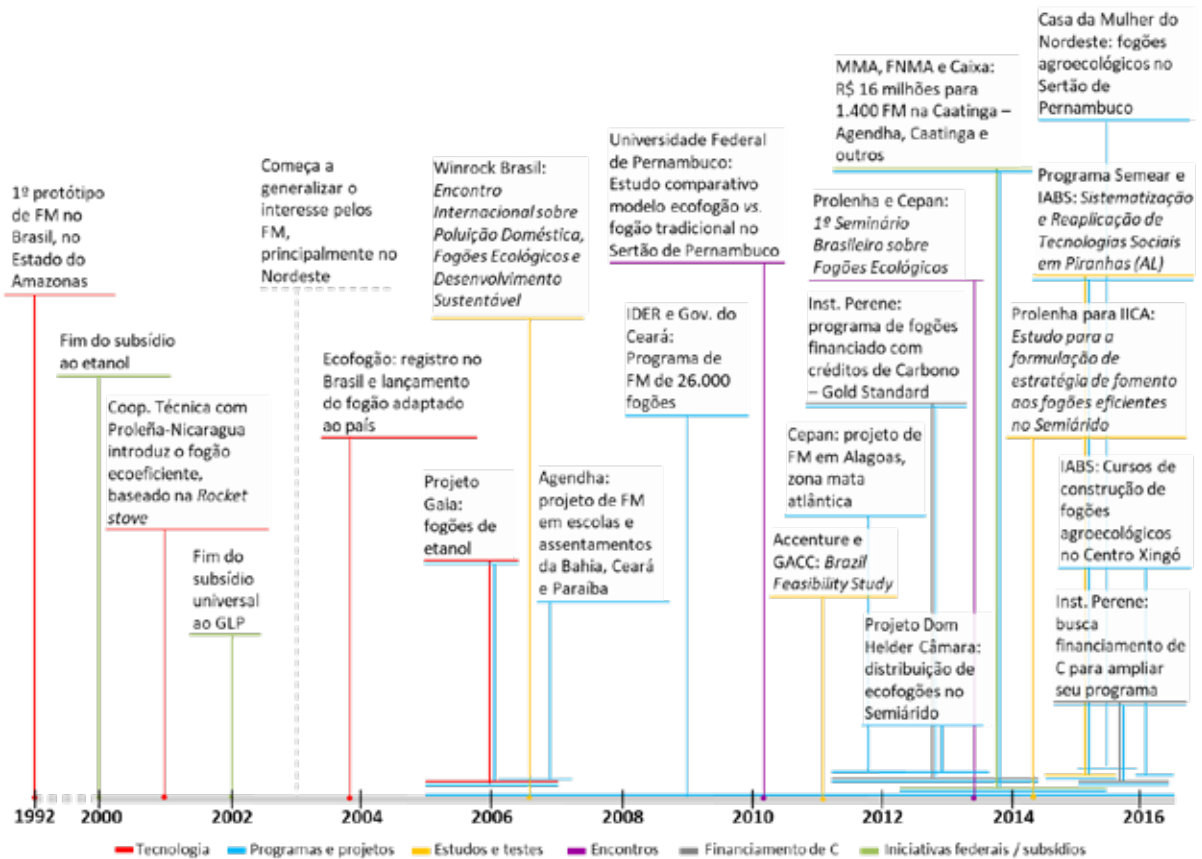 1º protótipo
de FM no
Brasil, no
Estado do
Amazonas
Fim do subsídio
ao etanol
Coop. Técnica com
Proleña-Nicaragua
introduz o fogão
ecoeficiente,
baseado na Rocket
stove
Fim do
subsídio
universal
ao GLP
Começa a
generalizar o
interesse pelos
FM,
principalmente no
Nordeste
Ecofogão: registro no
Brasil e lançamento
do fogão adaptado
ao país
Winrock Brasil:
Encontro
Internacional sobre
Poluição Doméstica,
Fogões Ecológicos e
Desenvolvimento
Sustentável
Projeto
Gaia:
fogões de
etanol
Agendha:
projeto de FM
em escolas e
assentamentos
da Bahia, Ceará
e Paraíba
Universidade Federal
de Pernambuco:
Estudo comparativo
modelo ecofogão vs.
fogão tradicional no
Sertão de Pernambuco
IDER e Gov. do
Ceará:
Programa de
FM de 26.000
fogões
MMA, FNMA e Caixa:
R$ 16 milhões para
1.400 FM na Caatinga –
Agendha, Caatinga e
outros
Prolenha e Cepan:
1º Seminário
Brasileiro sobre
Fogões Ecológicos
Inst. Perene:
programa de fogões
financiado com
créditos de Carbono
– Gold Standard
Cepan: projeto de
FM em Alagoas,
zona mata
atlântica
Accenture e
GACC: Brazil
Feasibility Study
Projeto Dom
Helder Câmara:
distribuição de
ecofogões no
Semiárido
Casa da Mulher do
Nordeste: fogões
agroecológicos no
Sertão de
Pernambuco
Programa Semear e
IABS: Sistematização
e Reaplicação de
Tecnologias Sociais
em Piranhas (AL)
Prolenha para IICA:
Estudo para a
formulação de
estratégia de fomento
aos fogões eficientes
no Semiárido
IABS: Cursos de
construção de
fogões
agroecológicos
no Centro Xingó
Inst. Perene:
busca
financiamento de
C para ampliar
seu programa
1992 2000 2002 2004 2006 2008 2010 2012 2014 2016
Tecnologia Programas e projetos Estudos e testes Encontros Financiamento de C Iniciativas federais / subsídios